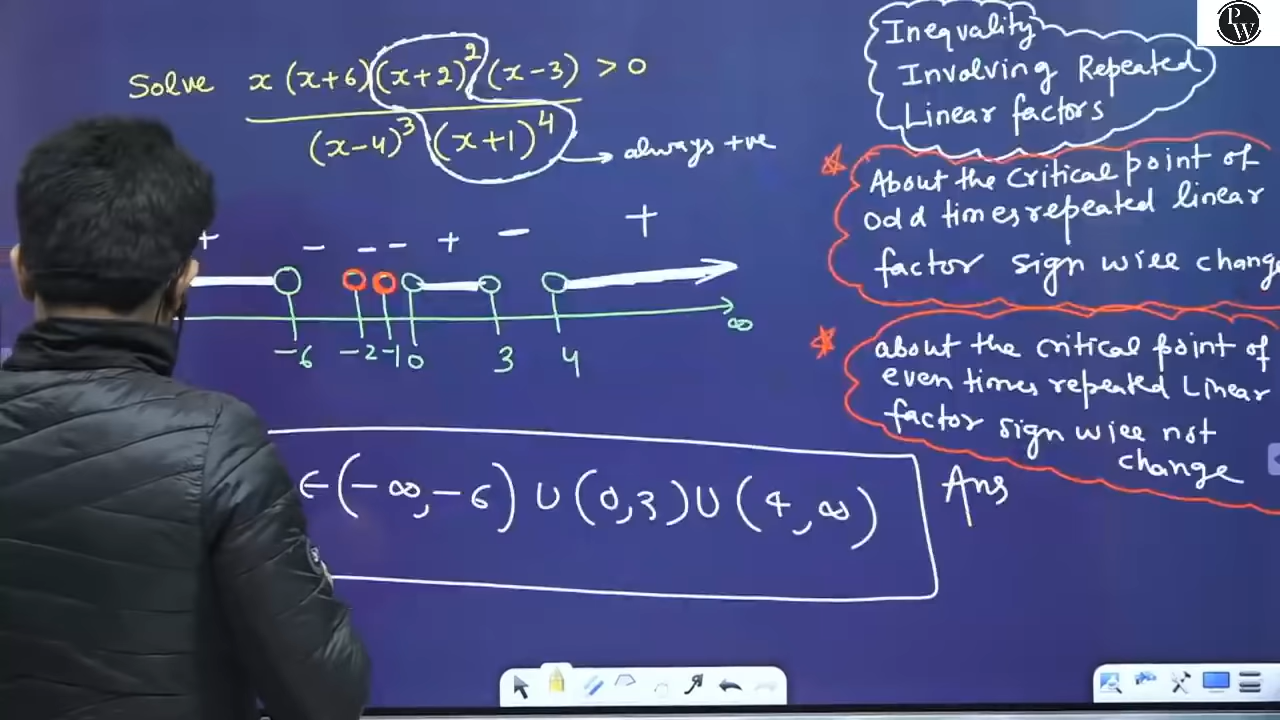 PW
Solve x (x+6) (x+2)² (x-3) > 0
(x-4)³ (x+1)⁴
always +ve
+ - - - + - +
-6 -2 -1 0 3 4 ∞
∈ (-∞, -6) ∪ (0,3) ∪ (4, ∞) Ans
Inequality
Involving Repeated
Linear factors
About the critical point of
odd times repeated linear
factor sign will change
about the critical point of
even times repeated Linear
factor sign will not
change